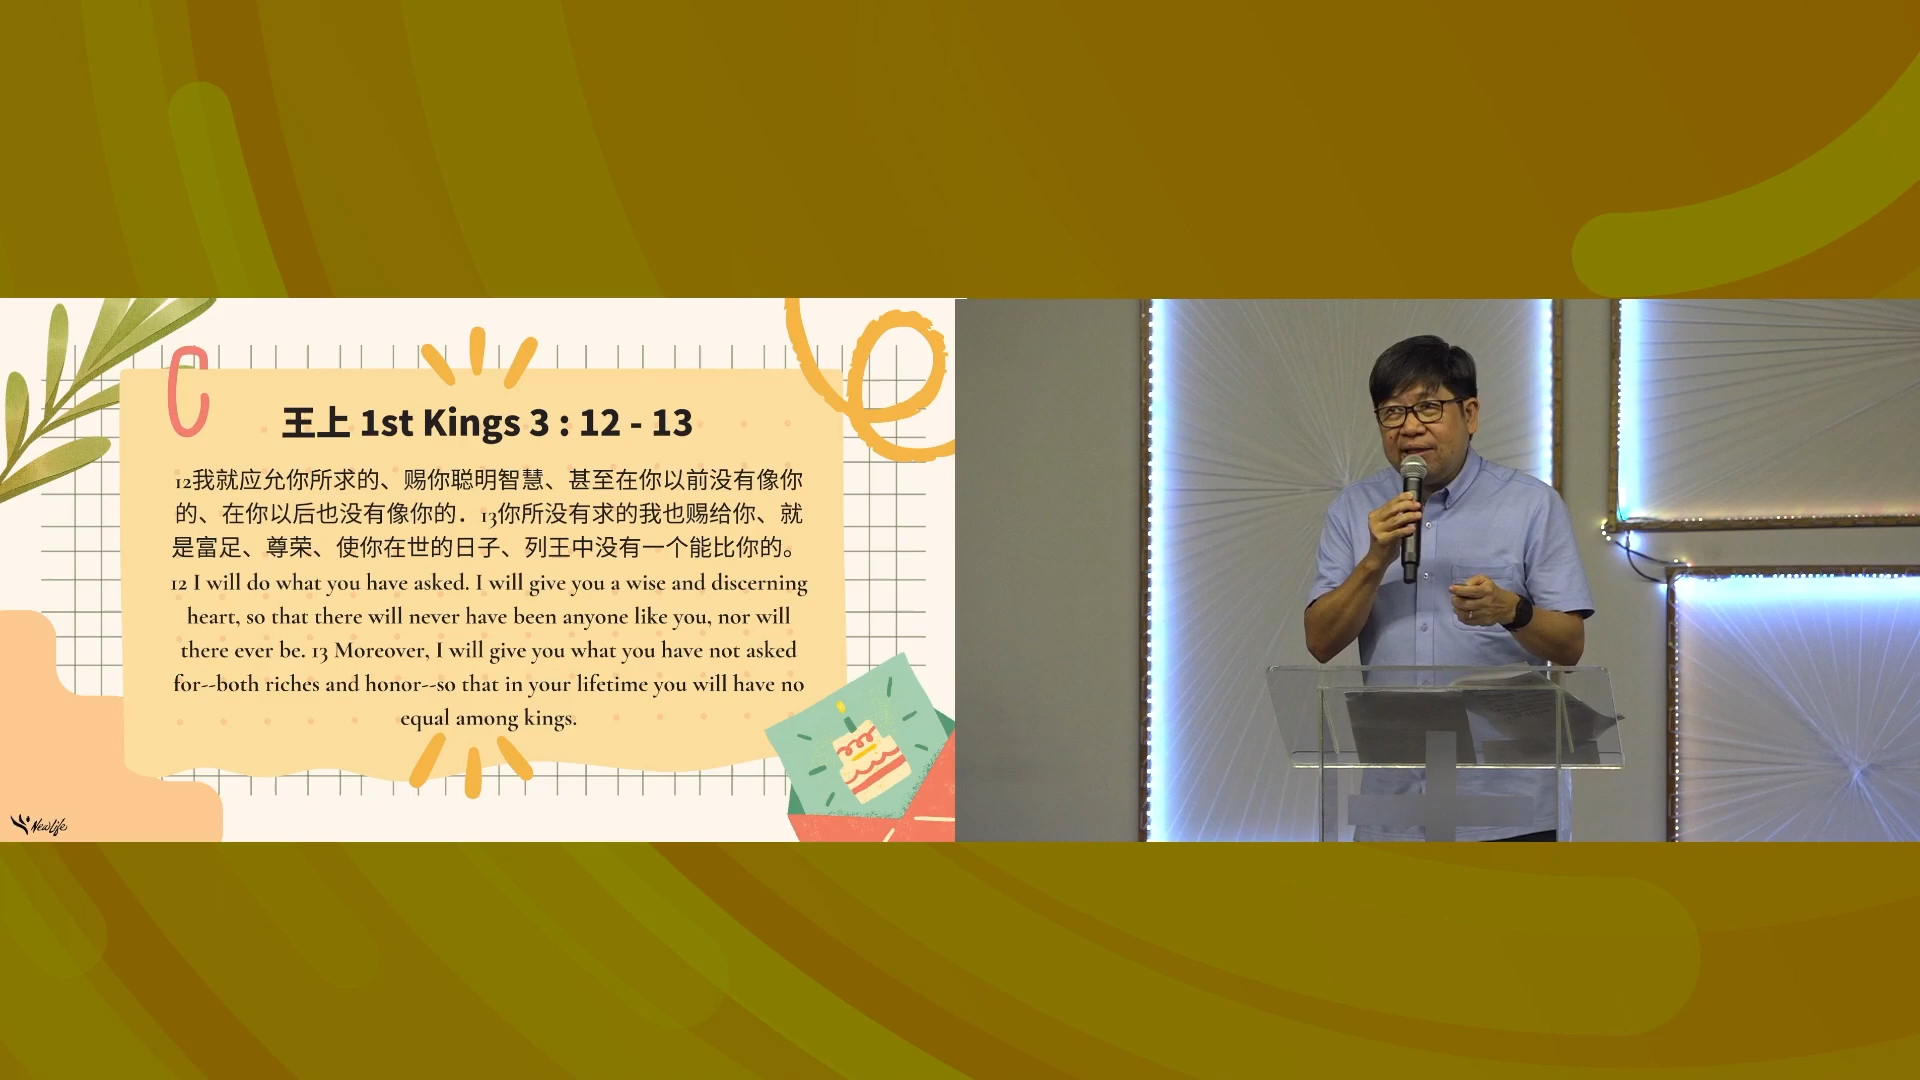 王上 1st Kings 3 : 12 - 13
12我就应允你所求的、赐你聪明智慧、甚至在你以前没有像你
的、在你以后也没有像你的．13你所没有求的我也赐给你、就
是富足、尊荣、使你在世的日子、列王中没有一个能比你的。
12 I will do what you have asked. I will give you a wise and discerning
heart, so that there will never have been anyone like you, nor will
there ever be. 13 Moreover, I will give you what you have not asked
for--both riches and honor--so that in your lifetime you will have no
equal among kings.
NewLife